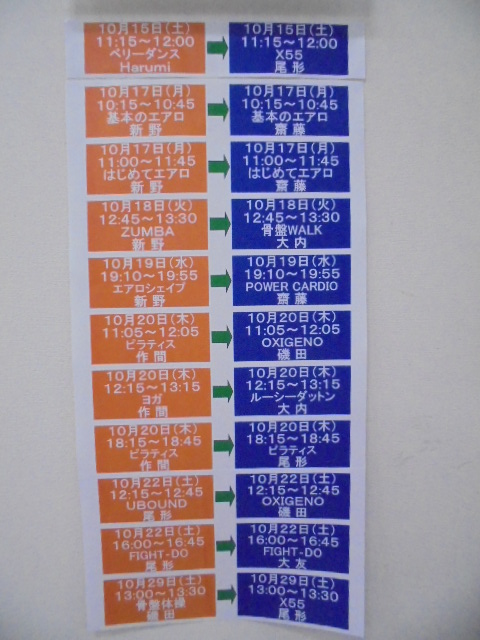 10月15日(土)
11:15～12:00
ベリーダンス
Harumi
10月15日(土)
11:15～12:00
X55
尾形
10月17日(月)
10:15～10:45
基本のエアロ
新野
10月17日(月)
10:15～10:45
基本のエアロ
齋藤
10月17日(月)
11:00～11:45
はじめてエアロ
新野
10月17日(月)
11:00～11:45
はじめてエアロ
齋藤
10月18日(火)
12:45～13:30
ZUMBA
新野
10月18日(火)
12:45～13:30
骨盤WALK
大内
10月19日(水)
19:10～19:55
エアロシェイプ
新野
10月19日(水)
19:10～19:55
POWER CARDIO
齋藤
10月20日(木)
11:05～12:05
ピラティス
作間
10月20日(木)
11:05～12:05
OXIGENO
磯田
10月20日(木)
12:15～13:15
ヨガ
作間
10月20日(木)
12:15～13:15
ルーシーダットン
大内
10月20日(木)
18:15～18:45
ピラティス
作間
10月20日(木)
18:15～18:45
ピラティス
尾形
10月22日(土)
12:15～12:45
UBOUND
尾形
10月22日(土)
12:15～12:45
OXIGENO
磯田
10月22日(土)
16:00～16:45
FIGHT-DO
尾形
10月22日(土)
16:00～16:45
FIGHT-DO
大友
10月29日(土)
13:00～13:30
骨盤体操
磯田
10月29日(土)
13:00～13:30
X55
尾形